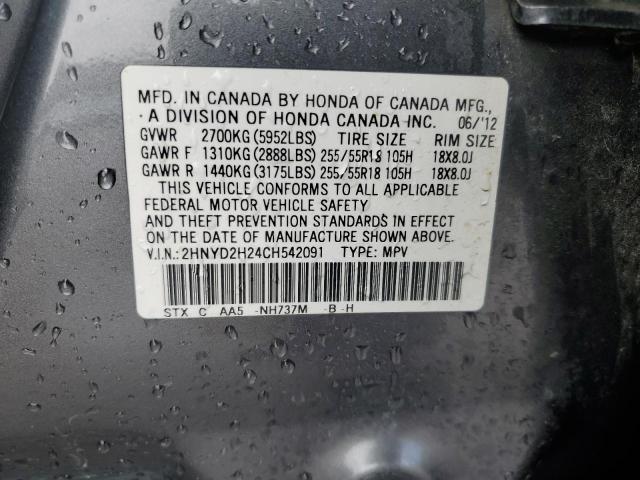 MFD. IN CANADA BY HONDA OF CANADA MFG.,
A DIVISION OF HONDA CANADA INC. 06/'12
GVWR 2700KG(5952LBS) TIRE SIZE RIM SIZE
GAWR F 1310KG(2888LBS) 255/55R18 105H 18X8.0J
GAWR R 1440KG(3175LBS) 255/55R18 105H 18X8.0J
THIS VEHICLE CONFORMS TO ALL APPLICABLE
FEDERAL MOTOR VEHICLE SAFETY
AND THEFT PREVENTION STANDARDS IN EFFECT
ON THE DATE OF MANUFACTURE SHOWN ABOVE.
V.I.N.:2HNYD2H24CH542091 TYPE: MPV
STX C AA5 -NH737M -B -H